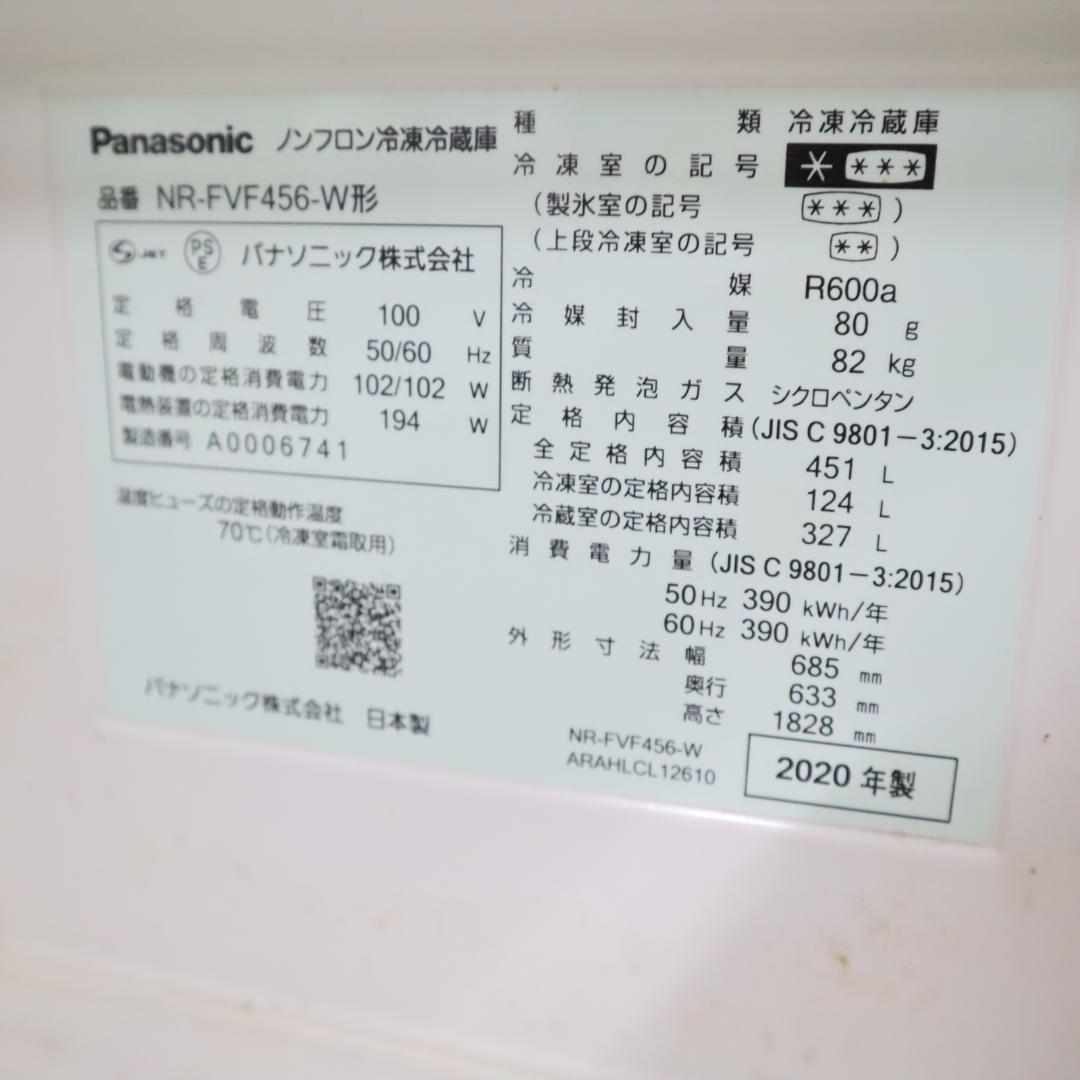 Panasonic ノンフロン冷凍冷蔵庫
品番 NR-FVF456-W形
JET PSE パナソニック株式会社
定格電圧 100 V
定格周波数 50/60 Hz
電動機の定格消費電力 102/102 W
電熱装置の定格消費電力 194 W
製造番号 A0006741
温度ヒューズの定格動作温度
70℃(冷凍室霜取用)
パナソニック株式会社 日本製
種類 冷凍冷蔵庫
冷凍室の記号 * ***
(製氷室の記号 *** )
(上段冷凍室の記号 ** )
冷媒 R600a
冷媒封入量 80 g
質量 82 kg
断熱発泡ガス シクロペンタン
定格内容積(JIS C 9801-3:2015)
全定格内容積 451 L
冷凍室の定格内容積 124 L
冷蔵室の定格内容積 327 L
消費電力量(JIS C 9801-3:2015)
50Hz 390 kWh/年
60Hz 390 kWh/年
外形寸法 幅 685 mm
奥行 633 mm
高さ 1828 mm
NR-FVF456-W
ARAHLCL12610
2020年製